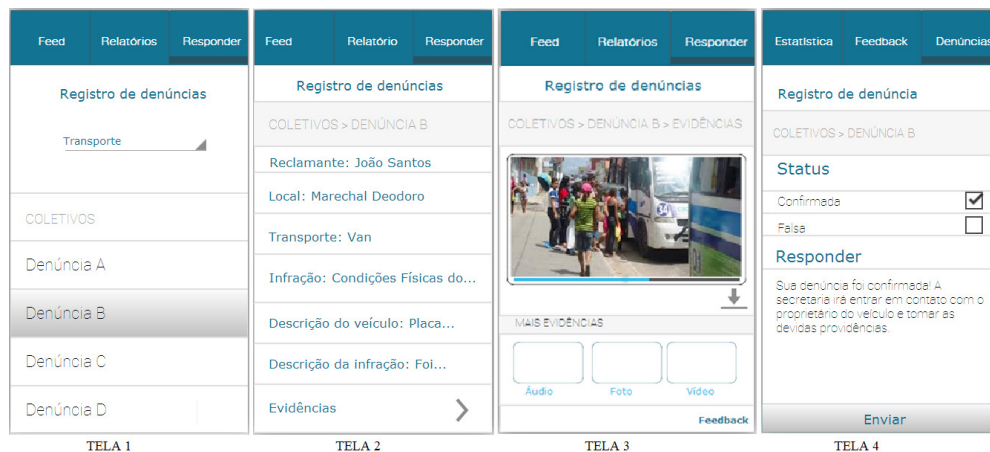 Feed Relatórios Responder
Registro de denúncias
Transporte
COLETIVOS
Denúncia A
Denúncia B
Denúncia C
Denúncia D
TELA 1
Feed Relatório Responder
Registro de denúncias
COLETIVOS > DENÚNCIA B
Reclamante: João Santos
Local: Marechal Deodoro
Transporte: Van
Infração: Condições Físicas do...
Descrição do veículo: Placa...
Descrição da infração: Foi...
Evidências
TELA 2
Feed Relatórios Responder
Registro de denúncias
COLETIVOS > DENÚNCIA B > EVIDÊNCIAS
34
MAIS EVIDÊNCIAS
Áudio Foto Vídeo
Feedback
TELA 3
Estatística Feedback Denúncias
Registro de denúncia
COLETIVOS > DENÚNCIA B
Status
Confirmada
Falsa
Responder
Sua denúncia foi confirmada! A
secretaria irá entrar em contato com o
proprietário do veículo e tomar as
devidas providências.
Enviar
TELA 4